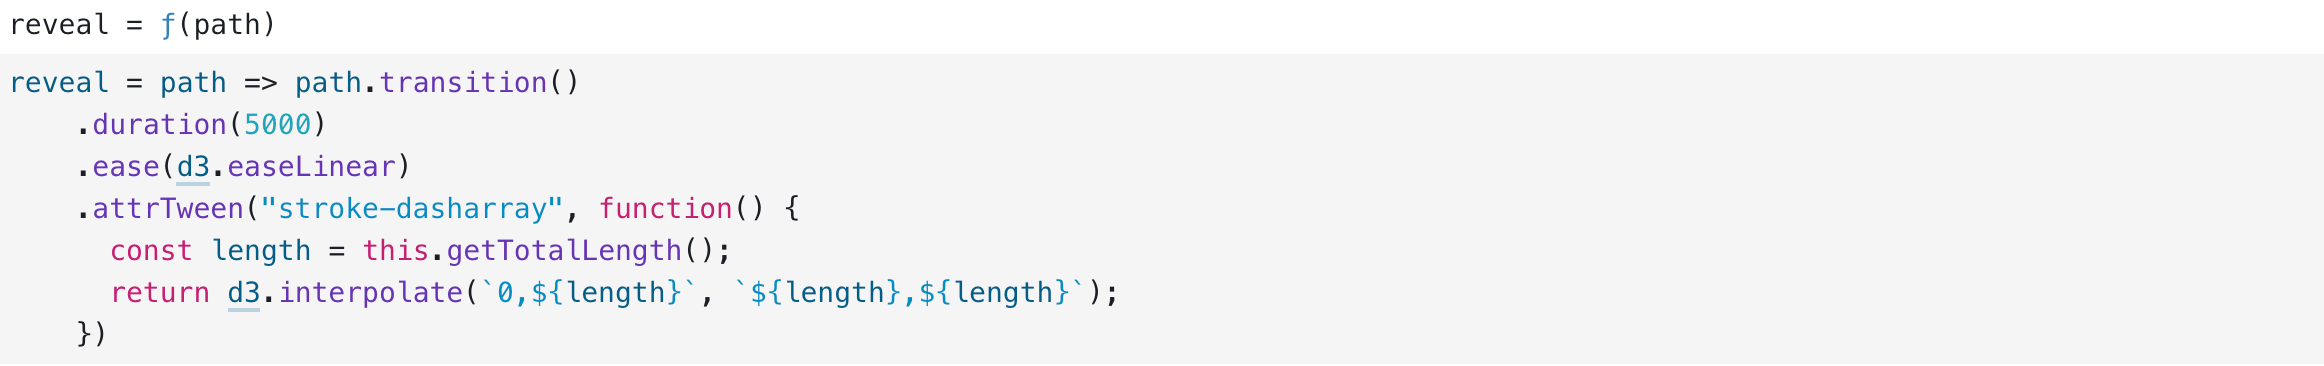 reveal = ƒ(path)
reveal = path => path.transition()
    .duration(5000)
    .ease(d3.easeLinear)
    .attrTween("stroke-dasharray", function() {
      const length = this.getTotalLength();
      return d3.interpolate(`0,${length}`, `${length},${length}`);
    })